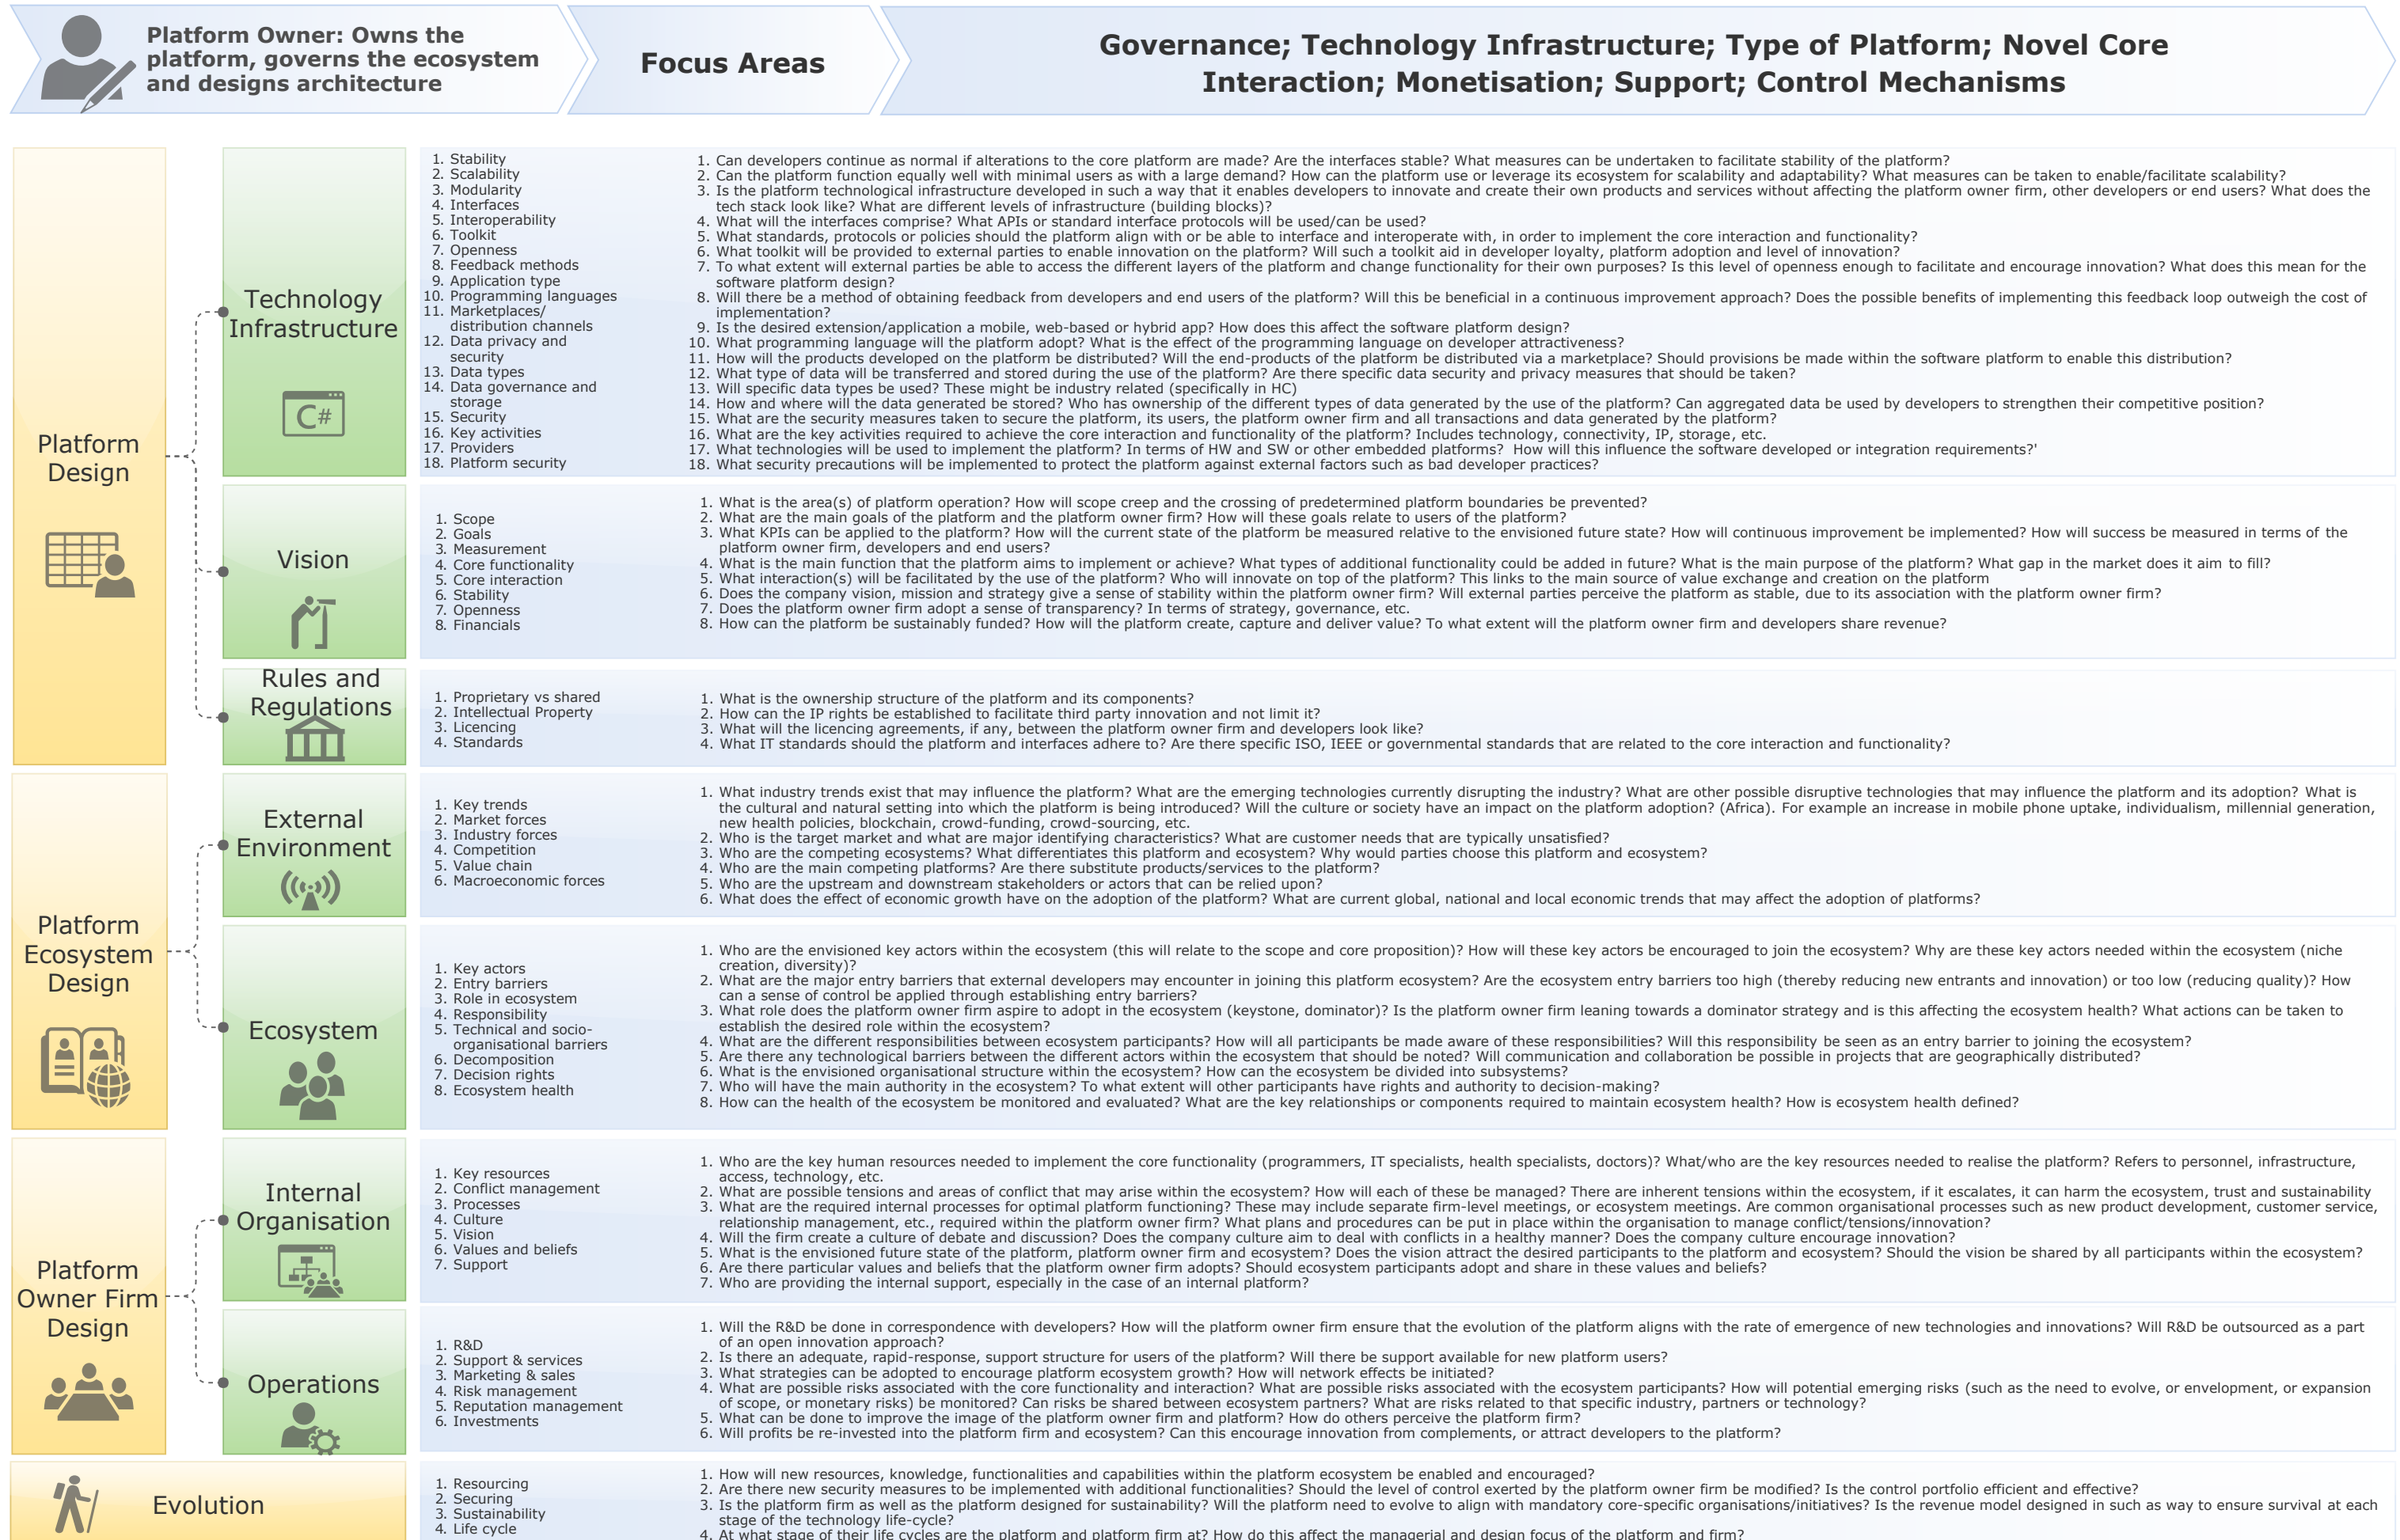 Platform Owner: Owns the
platform, governs the ecosystem
and designs architecture
Focus Areas
Governance; Technology Infrastructure; Type of Platform; Novel Core
Interaction; Monetisation; Support; Control Mechanisms
Platform
Design
Technology
Infrastructure
C#
1. Stability
2. Scalability
3. Modularity
4. Interfaces
5. Interoperability
6. Toolkit
7. Openness
8. Feedback methods
9. Application type
10. Programming languages
11. Marketplaces/
distribution channels
12. Data privacy and
security
13. Data types
14. Data governance and
storage
15. Security
16. Key activities
17. Providers
18. Platform security
1. Can developers continue as normal if alterations to the core platform are made? Are the interfaces stable? What measures can be undertaken to facilitate stability of the platform?
2. Can the platform function equally well with minimal users as with a large demand? How can the platform use or leverage its ecosystem for scalability and adaptability? What measures can be taken to enable/facilitate scalability?
3. Is the platform technological infrastructure developed in such a way that it enables developers to innovate and create their own products and services without affecting the platform owner firm, other developers or end users? What does the
tech stack look like? What are different levels of infrastructure (building blocks)?
4. What will the interfaces comprise? What APIs or standard interface protocols will be used/can be used?
5. What standards, protocols or policies should the platform align with or be able to interface and interoperate with, in order to implement the core interaction and functionality?
6. What toolkit will be provided to external parties to enable innovation on the platform? Will such a toolkit aid in developer loyalty, platform adoption and level of innovation?
7. To what extent will external parties be able to access the different layers of the platform and change functionality for their own purposes? Is this level of openness enough to facilitate and encourage innovation? What does this mean for the
software platform design?
8. Will there be a method of obtaining feedback from developers and end users of the platform? Will this be beneficial in a continuous improvement approach? Does the possible benefits of implementing this feedback loop outweigh the cost of
implementation?
9. Is the desired extension/application a mobile, web-based or hybrid app? How does this affect the software platform design?
10. What programming language will the platform adopt? What is the effect of the programming language on developer attractiveness?
11. How will the products developed on the platform be distributed? Will the end-products of the platform be distributed via a marketplace? Should provisions be made within the software platform to enable this distribution?
12. What type of data will be transferred and stored during the use of the platform? Are there specific data security and privacy measures that should be taken?
13. Will specific data types be used? These might be industry related (specifically in HC)
14. How and where will the data generated be stored? Who has ownership of the different types of data generated by the use of the platform? Can aggregated data be used by developers to strengthen their competitive position?
15. What are the security measures taken to secure the platform, its users, the platform owner firm and all transactions and data generated by the platform?
16. What are the key activities required to achieve the core interaction and functionality of the platform? Includes technology, connectivity, IP, storage, etc.
17. What technologies will be used to implement the platform? In terms of HW and SW or other embedded platforms? How will this influence the software developed or integration requirements?'
18. What security precautions will be implemented to protect the platform against external factors such as bad developer practices?
Vision
1. Scope
2. Goals
3. Measurement
4. Core functionality
5. Core interaction
6. Stability
7. Openness
8. Financials
1. What is the area(s) of platform operation? How will scope creep and the crossing of predetermined platform boundaries be prevented?
2. What are the main goals of the platform and the platform owner firm? How will these goals relate to users of the platform?
3. What KPIs can be applied to the platform? How will the current state of the platform be measured relative to the envisioned future state? How will continuous improvement be implemented? How will success be measured in terms of the
platform owner firm, developers and end users?
4. What is the main function that the platform aims to implement or achieve? What types of additional functionality could be added in future? What is the main purpose of the platform? What gap in the market does it aim to fill?
5. What interaction(s) will be facilitated by the use of the platform? Who will innovate on top of the platform? This links to the main source of value exchange and creation on the platform
6. Does the company vision, mission and strategy give a sense of stability within the platform owner firm? Will external parties perceive the platform as stable, due to its association with the platform owner firm?
7. Does the platform owner firm adopt a sense of transparency? In terms of strategy, governance, etc.
8. How can the platform be sustainably funded? How will the platform create, capture and deliver value? To what extent will the platform owner firm and developers share revenue?
Rules and
Regulations
1. Proprietary vs shared
2. Intellectual Property
3. Licencing
4. Standards
1. What is the ownership structure of the platform and its components?
2. How can the IP rights be established to facilitate third party innovation and not limit it?
3. What will the licencing agreements, if any, between the platform owner firm and developers look like?
4. What IT standards should the platform and interfaces adhere to? Are there specific ISO, IEEE or governmental standards that are related to the core interaction and functionality?
Platform
Ecosystem
Design
External
Environment
1. Key trends
2. Market forces
3. Industry forces
4. Competition
5. Value chain
6. Macroeconomic forces
1. What industry trends exist that may influence the platform? What are the emerging technologies currently disrupting the industry? What are other possible disruptive technologies that may influence the platform and its adoption? What is
the cultural and natural setting into which the platform is being introduced? Will the culture or society have an impact on the platform adoption? (Africa). For example an increase in mobile phone uptake, individualism, millennial generation,
new health policies, blockchain, crowd-funding, crowd-sourcing, etc.
2. Who is the target market and what are major identifying characteristics? What are customer needs that are typically unsatisfied?
3. Who are the competing ecosystems? What differentiates this platform and ecosystem? Why would parties choose this platform and ecosystem?
4. Who are the main competing platforms? Are there substitute products/services to the platform?
5. Who are the upstream and downstream stakeholders or actors that can be relied upon?
6. What does the effect of economic growth have on the adoption of the platform? What are current global, national and local economic trends that may affect the adoption of platforms?
Ecosystem
1. Key actors
2. Entry barriers
3. Role in ecosystem
4. Responsibility
5. Technical and socio-
organisational barriers
6. Decomposition
7. Decision rights
8. Ecosystem health
1. Who are the envisioned key actors within the ecosystem (this will relate to the scope and core proposition)? How will these key actors be encouraged to join the ecosystem? Why are these key actors needed within the ecosystem (niche
creation, diversity)?
2. What are the major entry barriers that external developers may encounter in joining this platform ecosystem? Are the ecosystem entry barriers too high (thereby reducing new entrants and innovation) or too low (reducing quality)? How
can a sense of control be applied through establishing entry barriers?
3. What role does the platform owner firm aspire to adopt in the ecosystem (keystone, dominator)? Is the platform owner firm leaning towards a dominator strategy and is this affecting the ecosystem health? What actions can be taken to
establish the desired role within the ecosystem?
4. What are the different responsibilities between ecosystem participants? How will all participants be made aware of these responsibilities? Will this responsibility be seen as an entry barrier to joining the ecosystem?
5. Are there any technological barriers between the different actors within the ecosystem that should be noted? Will communication and collaboration be possible in projects that are geographically distributed?
6. What is the envisioned organisational structure within the ecosystem? How can the ecosystem be divided into subsystems?
7. Who will have the main authority in the ecosystem? To what extent will other participants have rights and authority to decision-making?
8. How can the health of the ecosystem be monitored and evaluated? What are the key relationships or components required to maintain ecosystem health? How is ecosystem health defined?
Platform
Owner Firm
Design
Internal
Organisation
1. Key resources
2. Conflict management
3. Processes
4. Culture
5. Vision
6. Values and beliefs
7. Support
1. Who are the key human resources needed to implement the core functionality (programmers, IT specialists, health specialists, doctors)? What/who are the key resources needed to realise the platform? Refers to personnel, infrastructure,
access, technology, etc.
2. What are possible tensions and areas of conflict that may arise within the ecosystem? How will each of these be managed? There are inherent tensions within the ecosystem, if it escalates, it can harm the ecosystem, trust and sustainability
3. What are the required internal processes for optimal platform functioning? These may include separate firm-level meetings, or ecosystem meetings. Are common organisational processes such as new product development, customer service,
relationship management, etc., required within the platform owner firm? What plans and procedures can be put in place within the organisation to manage conflict/tensions/innovation?
4. Will the firm create a culture of debate and discussion? Does the company culture aim to deal with conflicts in a healthy manner? Does the company culture encourage innovation?
5. What is the envisioned future state of the platform, platform owner firm and ecosystem? Does the vision attract the desired participants to the platform and ecosystem? Should the vision be shared by all participants within the ecosystem?
6. Are there particular values and beliefs that the platform owner firm adopts? Should ecosystem participants adopt and share in these values and beliefs?
7. Who are providing the internal support, especially in the case of an internal platform?
Operations
1. R&D
2. Support & services
3. Marketing & sales
4. Risk management
5. Reputation management
6. Investments
1. Will the R&D be done in correspondence with developers? How will the platform owner firm ensure that the evolution of the platform aligns with the rate of emergence of new technologies and innovations? Will R&D be outsourced as a part
of an open innovation approach?
2. Is there an adequate, rapid-response, support structure for users of the platform? Will there be support available for new platform users?
3. What strategies can be adopted to encourage platform ecosystem growth? How will network effects be initiated?
4. What are possible risks associated with the core functionality and interaction? What are possible risks associated with the ecosystem participants? How will potential emerging risks (such as the need to evolve, or envelopment, or expansion
of scope, or monetary risks) be monitored? Can risks be shared between ecosystem partners? What are risks related to that specific industry, partners or technology?
5. What can be done to improve the image of the platform owner firm and platform? How do others perceive the platform firm?
6. Will profits be re-invested into the platform firm and ecosystem? Can this encourage innovation from complements, or attract developers to the platform?
Evolution
1. Resourcing
2. Securing
3. Sustainability
4. Life cycle
1. How will new resources, knowledge, functionalities and capabilities within the platform ecosystem be enabled and encouraged?
2. Are there new security measures to be implemented with additional functionalities? Should the level of control exerted by the platform owner firm be modified? Is the control portfolio efficient and effective?
3. Is the platform firm as well as the platform designed for sustainability? Will the platform need to evolve to align with mandatory core-specific organisations/initiatives? Is the revenue model designed in such as way to ensure survival at each
stage of the technology life-cycle?
4. At what stage of their life cycles are the platform and platform firm at? How do this affect the managerial and design focus of the platform and firm?